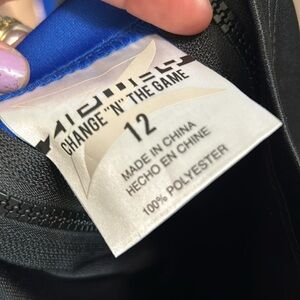 CHANGE "N" THE GAME
12
MADE IN CHINA
HECHO EN CHINE
100% POLYESTER